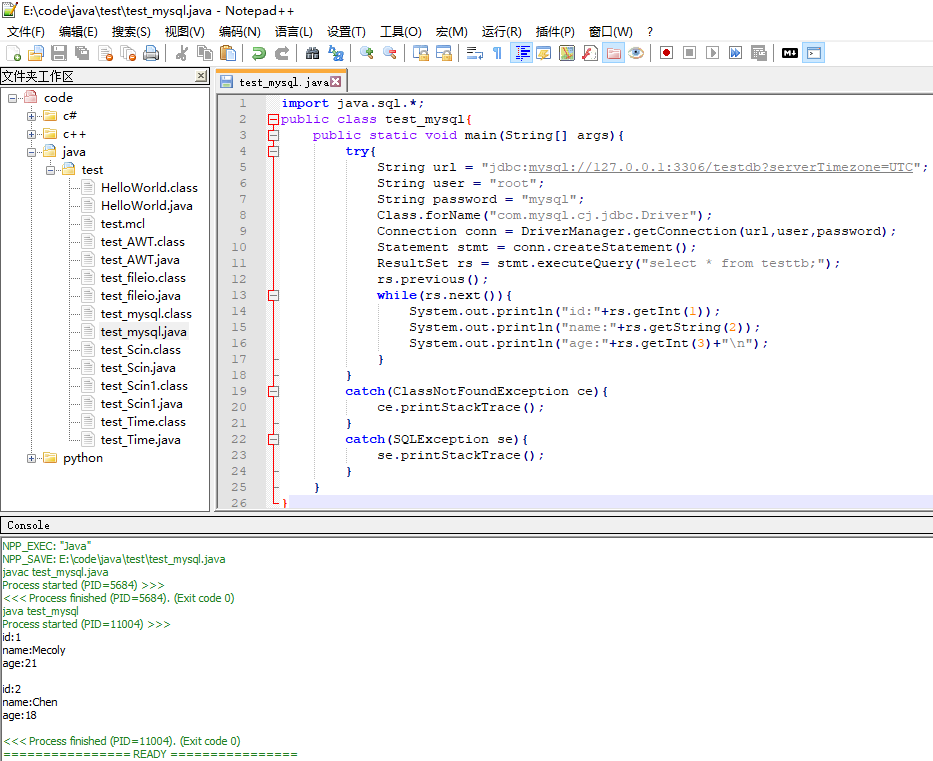 E:\code\java\test\test_mysql.java - Notepad++
文件(F) 编辑(E) 搜索(S) 视图(V) 编码(N) 语言(L) 设置(T) 工具(O) 宏(M) 运行(R) 插件(P) 窗口(W) ?
文件夹工作区
code
c#
c++
java
test
HelloWorld.class
HelloWorld.java
test.mcl
test_AWT.class
test_AWT.java
test_fileio.class
test_fileio.java
test_mysql.class
test_mysql.java
test_Scin.class
test_Scin.java
test_Scin1.class
test_Scin1.java
test_Time.class
test_Time.java
python
test_mysql.java
1 import java.sql.*;
2 public class test_mysql{
3 public static void main(String[] args){
4 try{
5 String url = "jdbc:mysql://127.0.0.1:3306/testdb?serverTimezone=UTC";
6 String user = "root";
7 String password = "mysql";
8 Class.forName("com.mysql.cj.jdbc.Driver");
9 Connection conn = DriverManager.getConnection(url,user,password);
10 Statement stmt = conn.createStatement();
11 ResultSet rs = stmt.executeQuery("select * from testtb;");
12 rs.previous();
13 while(rs.next()){
14 System.out.println("id:"+rs.getInt(1));
15 System.out.println("name:"+rs.getString(2));
16 System.out.println("age:"+rs.getInt(3)+"\n");
17 }
18 }
19 catch(ClassNotFoundException ce){
20 ce.printStackTrace();
21 }
22 catch(SQLException se){
23 se.printStackTrace();
24 }
25 }
26 }
Console
NPP_EXEC: "Java"
NPP_SAVE: E:\code\java\test\test_mysql.java
javac test_mysql.java
Process started (PID=5684) >>>
<<< Process finished (PID=5684). (Exit code 0)
java test_mysql
Process started (PID=11004) >>>
id:1
name:Mecoly
age:21
id:2
name:Chen
age:18
<<< Process finished (PID=11004). (Exit code 0)
================ READY ================